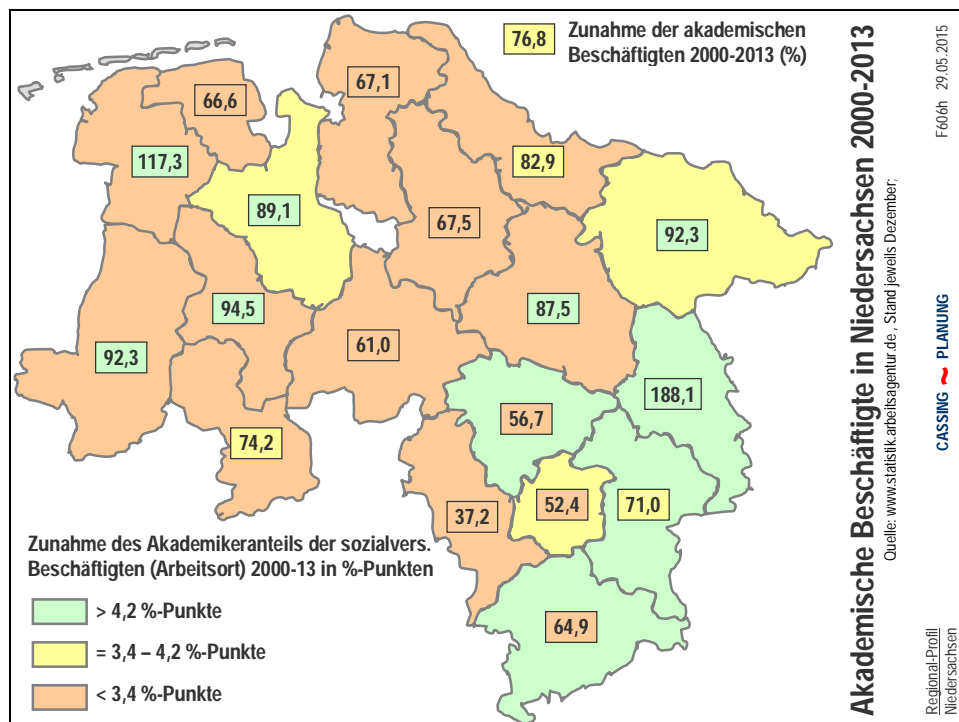 76,8
Zunahme der akademischen
Beschäftigten 2000-2013 (%)
67,1
66,6
117,3
82,9
89,1
67,5
92,3
94,5
87,5
92,3
61,0
188,1
56,7
74,2
52,4
71,0
37,2
64,9
Zunahme des Akademikeranteils der sozialvers.
Beschäftigten (Arbeitsort) 2000-13 in %-Punkten
> 4,2 %-Punkte
= 3,4 – 4,2 %-Punkte
< 3,4 %-Punkte
Akademische Beschäftigte in Niedersachsen 2000-2013
Quelle: www.statistik.arbeitsagentur.de , Stand jeweils Dezember;
F606h 29.05.2015
CASSING ~ PLANUNG
Regional-Profil
Niedersachsen